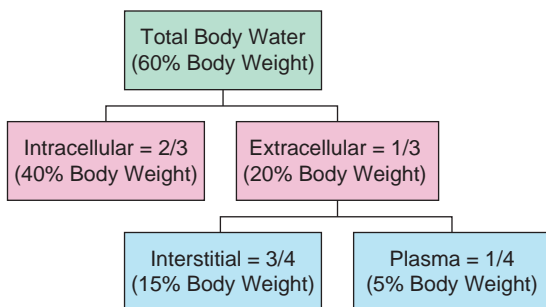 Total Body Water
(60% Body Weight)
Intracellular = 2/3
(40% Body Weight)
Extracellular = 1/3
(20% Body Weight)
Interstitial = 3/4
(15% Body Weight)
Plasma = 1/4
(5% Body Weight)